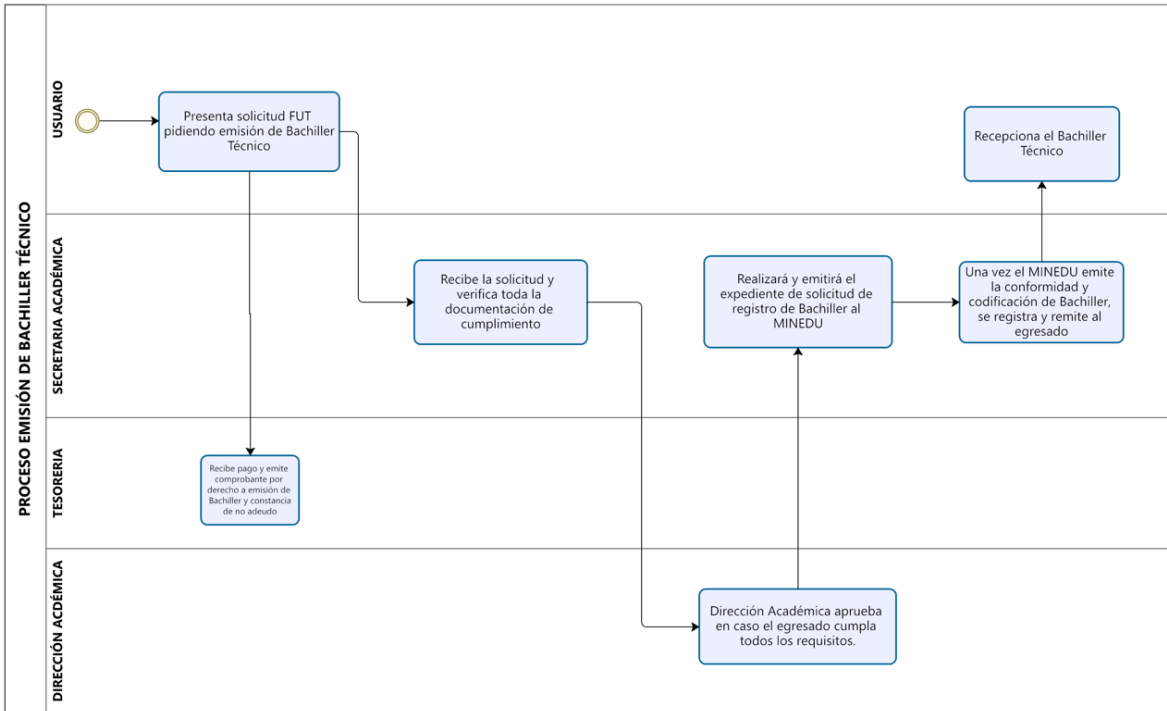 PROCESO EMISIÓN DE BACHILLER TÉCNICO
USUARIO
Presenta solicitud FUT
pidiendo emisión de Bachiller
Técnico
Recepciona el Bachiller
Técnico
SECRETARIA ACADÉMICA
Recibe la solicitud y
verifica toda la
documentación de
cumplimiento
Realizará y emitirá el
expediente de solicitud de
registro de Bachiller al
MINEDU
Una vez el MINEDU emite
la conformidad y
codificación de Bachiller,
se registra y remite al
egresado
TESORERIA
Recibe pago y emite
comprobante por
derecho a emisión de
Bachiller y constancia
de no adeudo
DIRECCIÓN ACDÉMICA
Dirección Académica aprueba
en caso el egresado cumpla
todos los requisitos.